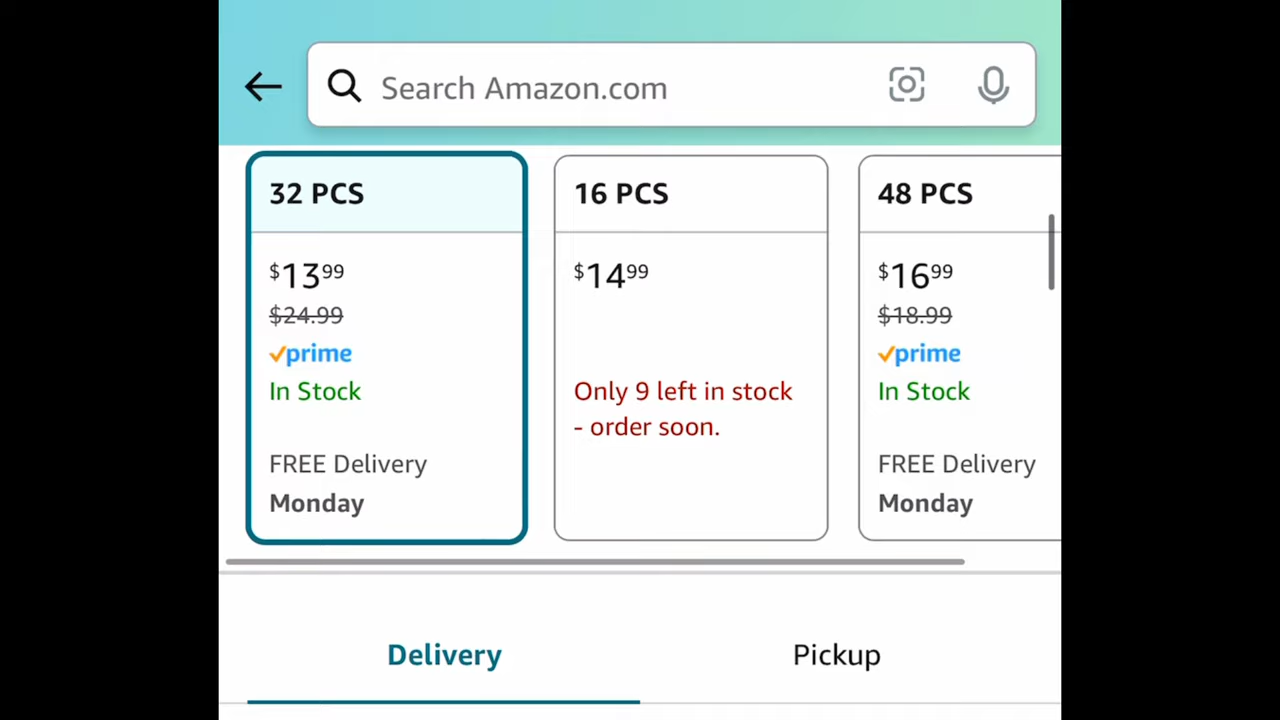 Search Amazon.com
32 PCS
$13.99
$24.99
prime
In Stock
FREE Delivery
Monday
16 PCS
$14.99
Only 9 left in stock
- order soon.
48 PCS
$16.99
$18.99
prime
In Stock
FREE Delivery
Monday
Delivery
Pickup